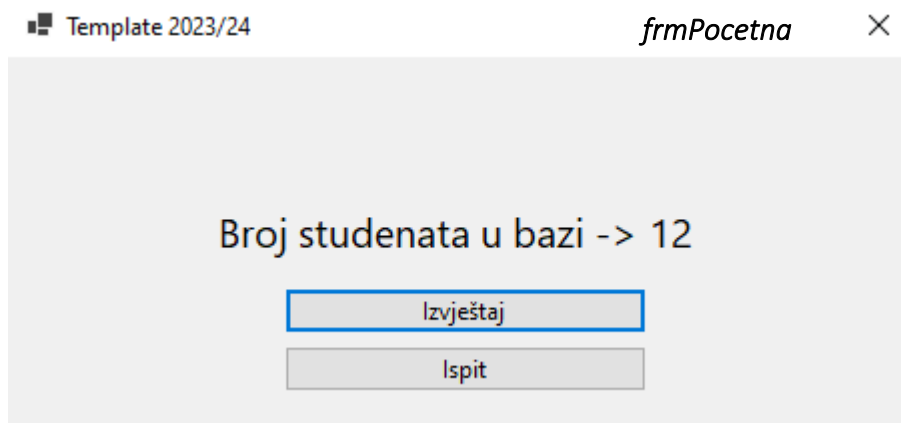 Template 2023/24 frmPocetna
Broj studenata u bazi -> 12
Izvještaj
Ispit